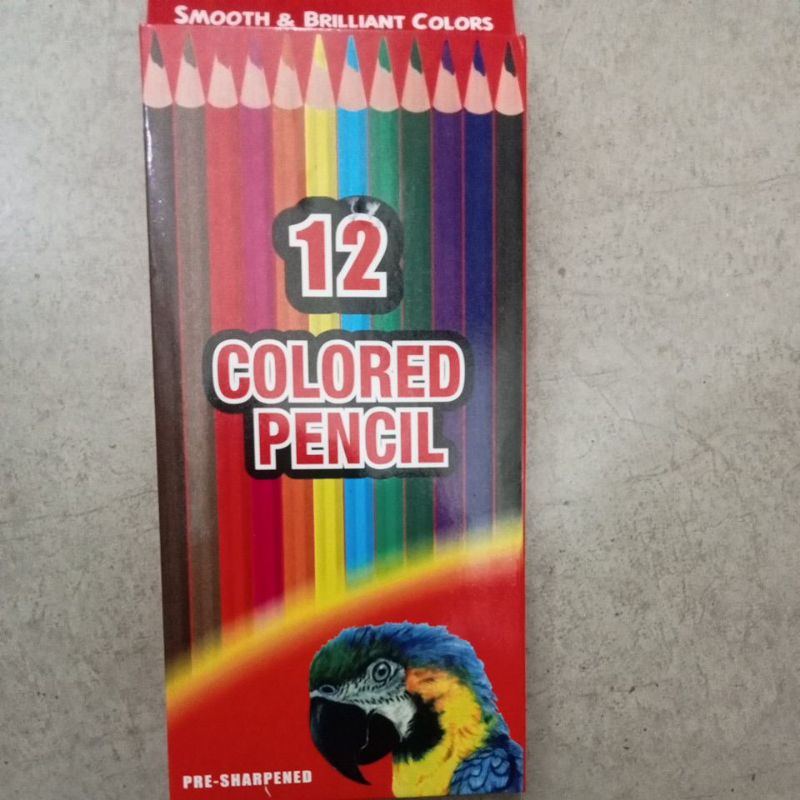 SMOOTH & BRILLIANT COLORS
12
COLORED
PENCIL
PRE-SHARPENED